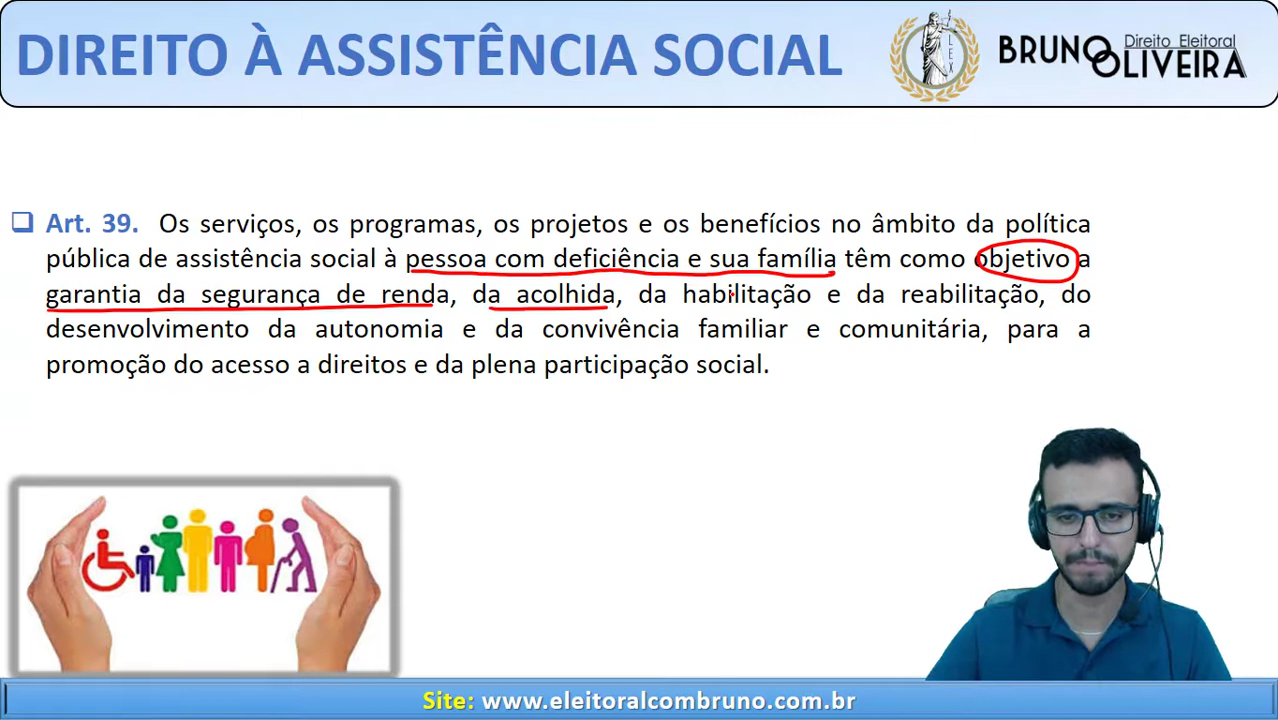 DIREITO À ASSISTÊNCIA SOCIAL
LEX
BRUNO Direito Eleitoral
OLIVEIRA
Art. 39. Os serviços, os programas, os projetos e os benefícios no âmbito da política
pública de assistência social à pessoa com deficiência e sua família têm como objetivo a
garantia da segurança de renda, da acolhida, da habilitação e da reabilitação, do
desenvolvimento da autonomia e da convivência familiar e comunitária, para a
promoção do acesso a direitos e da plena participação social.
Site: www.eleitoralcombruno.com.br